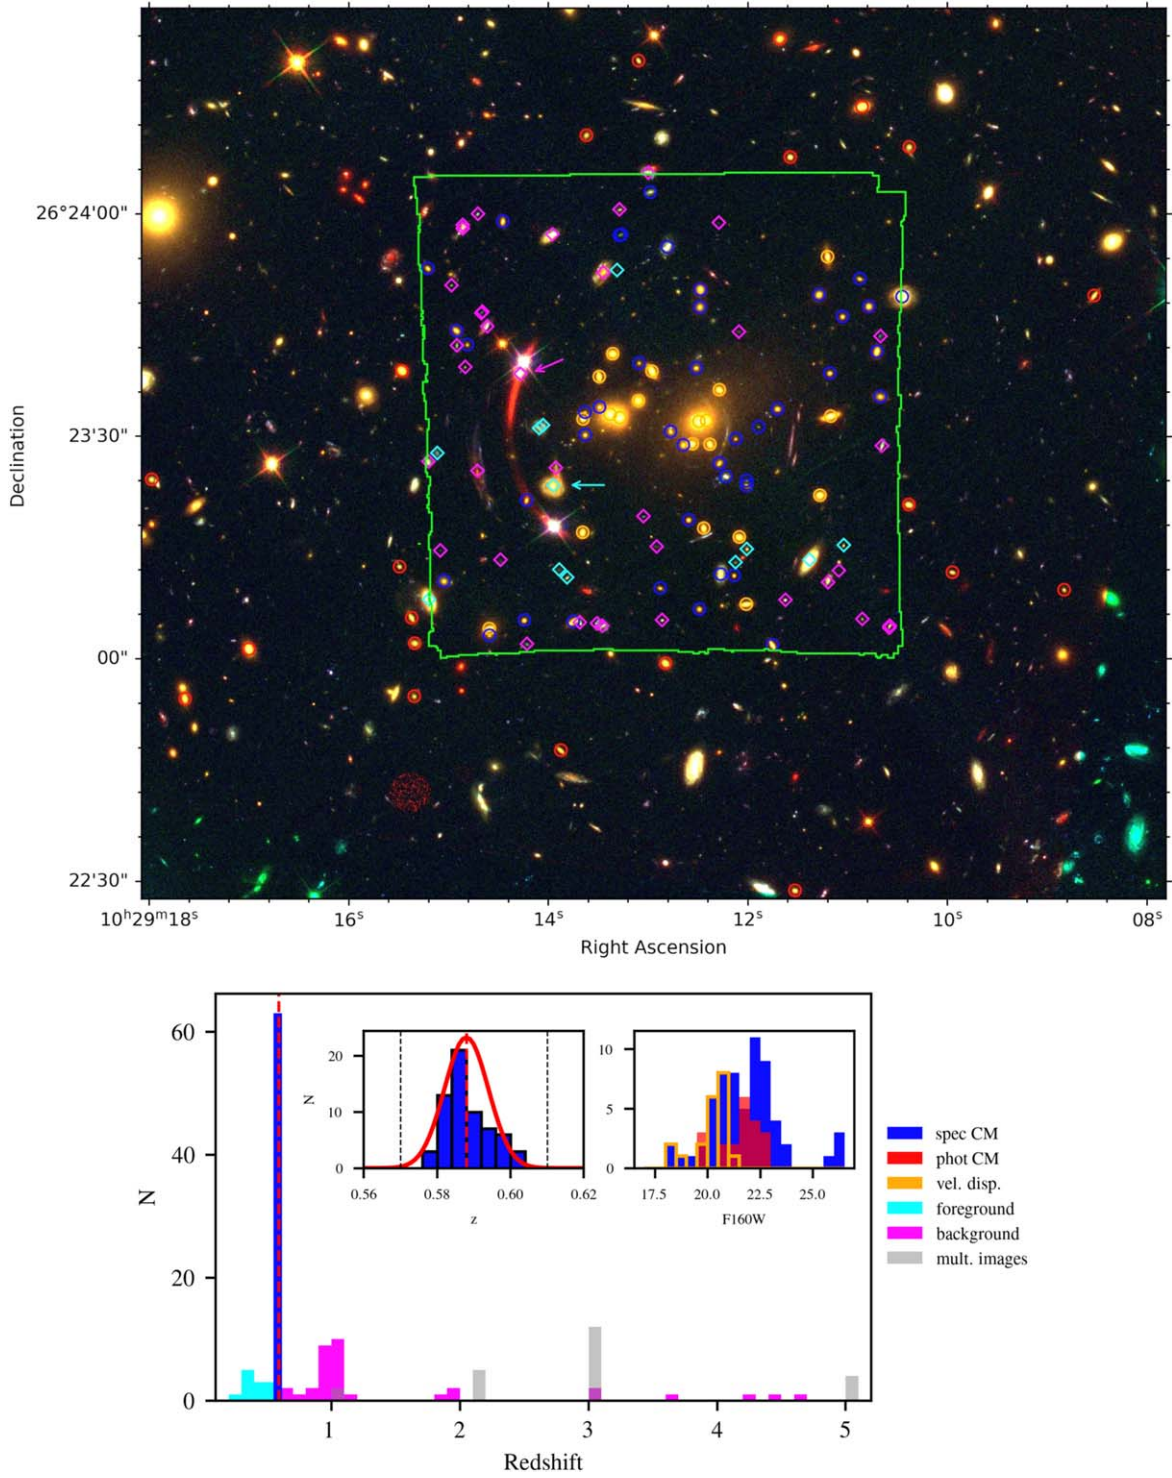 26°24'00"
23'30"
00"
22'30"
Declination
10ʰ29ᵐ18ˢ 16ˢ 14ˢ 12ˢ 10ˢ 08ˢ
Right Ascension
60
40
20
0
N
20
10
0
N
0.56 0.58 0.60 0.62
z
10
5
0
17.5 20.0 22.5 25.0
F160W
1 2 3 4 5
Redshift
spec CM
phot CM
vel. disp.
foreground
background
mult. images